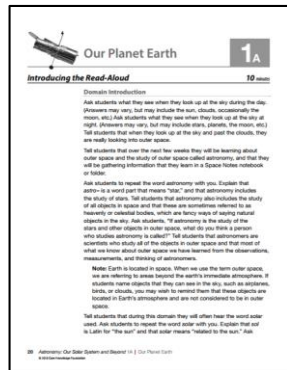 Our Planet Earth
1A
Introducing the Read-Aloud
10 minutes
Domain Introduction
Ask students what they see when they look up at the sky during the day.
(Answers may vary, but may include the sun, clouds, occasionally the
moon, etc.) Ask students what they see when they look up at the sky at
night. (Answers may vary, but may include stars, planets, the moon, etc.)
Tell students that when they look up at the sky and past the clouds, they
are really looking into outer space.
Tell students that over the next few weeks they will be learning about
outer space and the study of outer space called astronomy, and that they
will be gathering information that they learn in a Space Notes notebook
or folder.
Ask students to repeat the word astronomy with you. Explain that
astro– is a word part that means “star,” and that astronomy includes
the study of stars. Tell students that astronomy also includes the study
of all objects in space and that these are sometimes referred to as
heavenly or celestial bodies, which are fancy ways of saying natural
objects in the sky. Ask students, “If astronomy is the study of the
stars and other objects in outer space, what do you think a person
who studies astronomy is called?” Tell students that astronomers are
scientists who study all of the objects in outer space and that most of
what we know about outer space we have learned from the observations,
measurements, and thinking of astronomers.
Note: Earth is located in space. When we use the term outer space,
we are referring to areas beyond the earth's immediate atmosphere. If
students name objects that they can see in the sky, such as airplanes,
birds, or clouds, you may wish to remind them that these objects are
located in Earth's atmosphere and are not considered to be in outer
space.
Tell students that during this domain they will often hear the word solar
used. Ask students to repeat the word solar with you. Explain that sol
is Latin for “the sun” and that solar means “related to the sun.” Ask
20 Astronomy: Our Solar System and Beyond 1A | Our Planet Earth